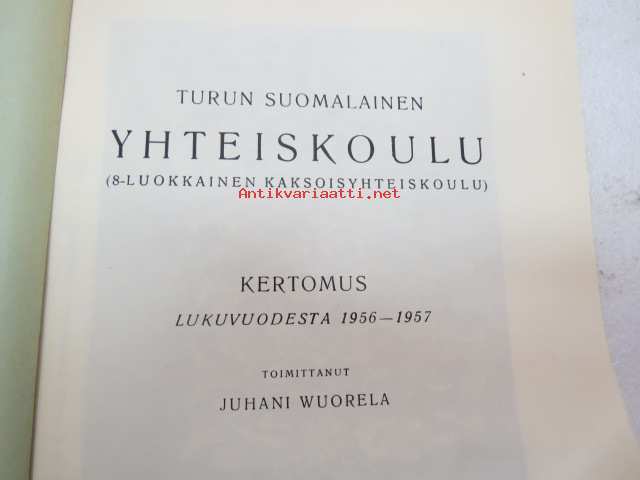 TURUN SUOMALAINEN
YHTEISKOULU
(8-LUOKKAINEN KAKSOISYHTEISKOULU)
Antikvariaatti.net
KERTOMUS
LUKUVUODESTA 1956—1957
TOIMITTANUT
JUHANI WUORELA